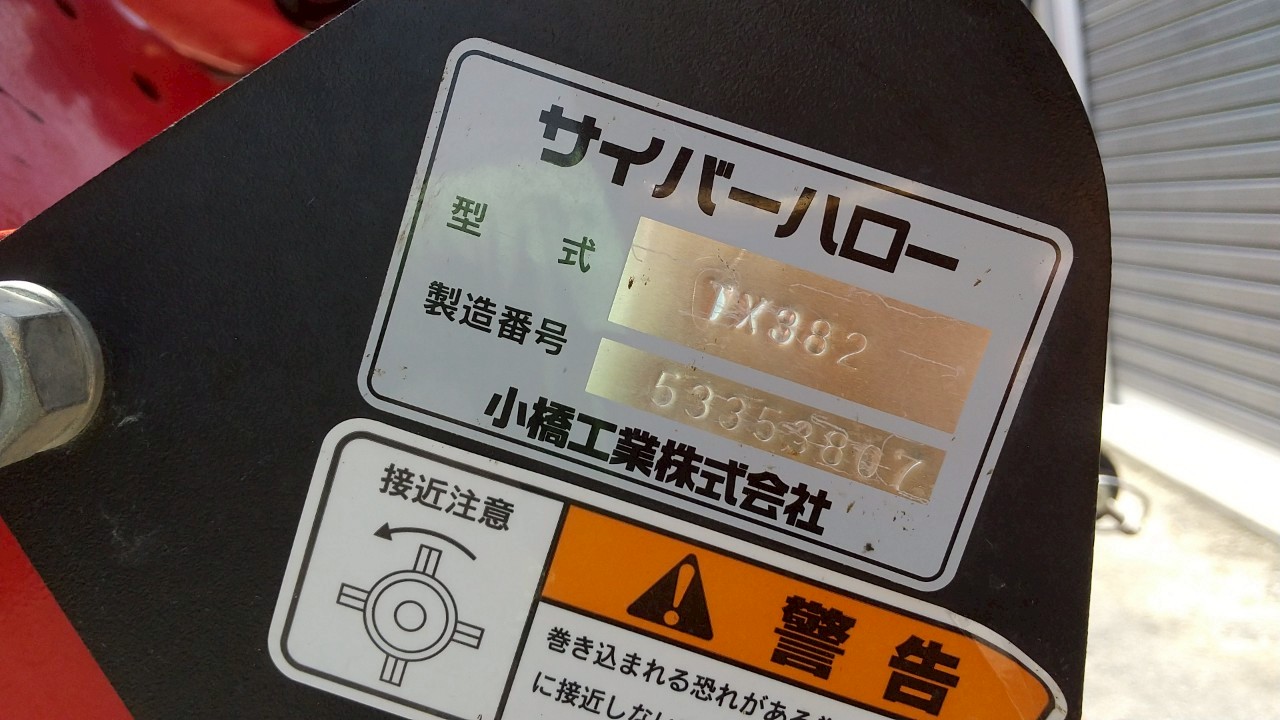 サイバーハロー
型 式 TX382
製造番号 53353807
小橋工業株式会社
接近注意
警告
巻き込まれる恐れがある
に接近しない